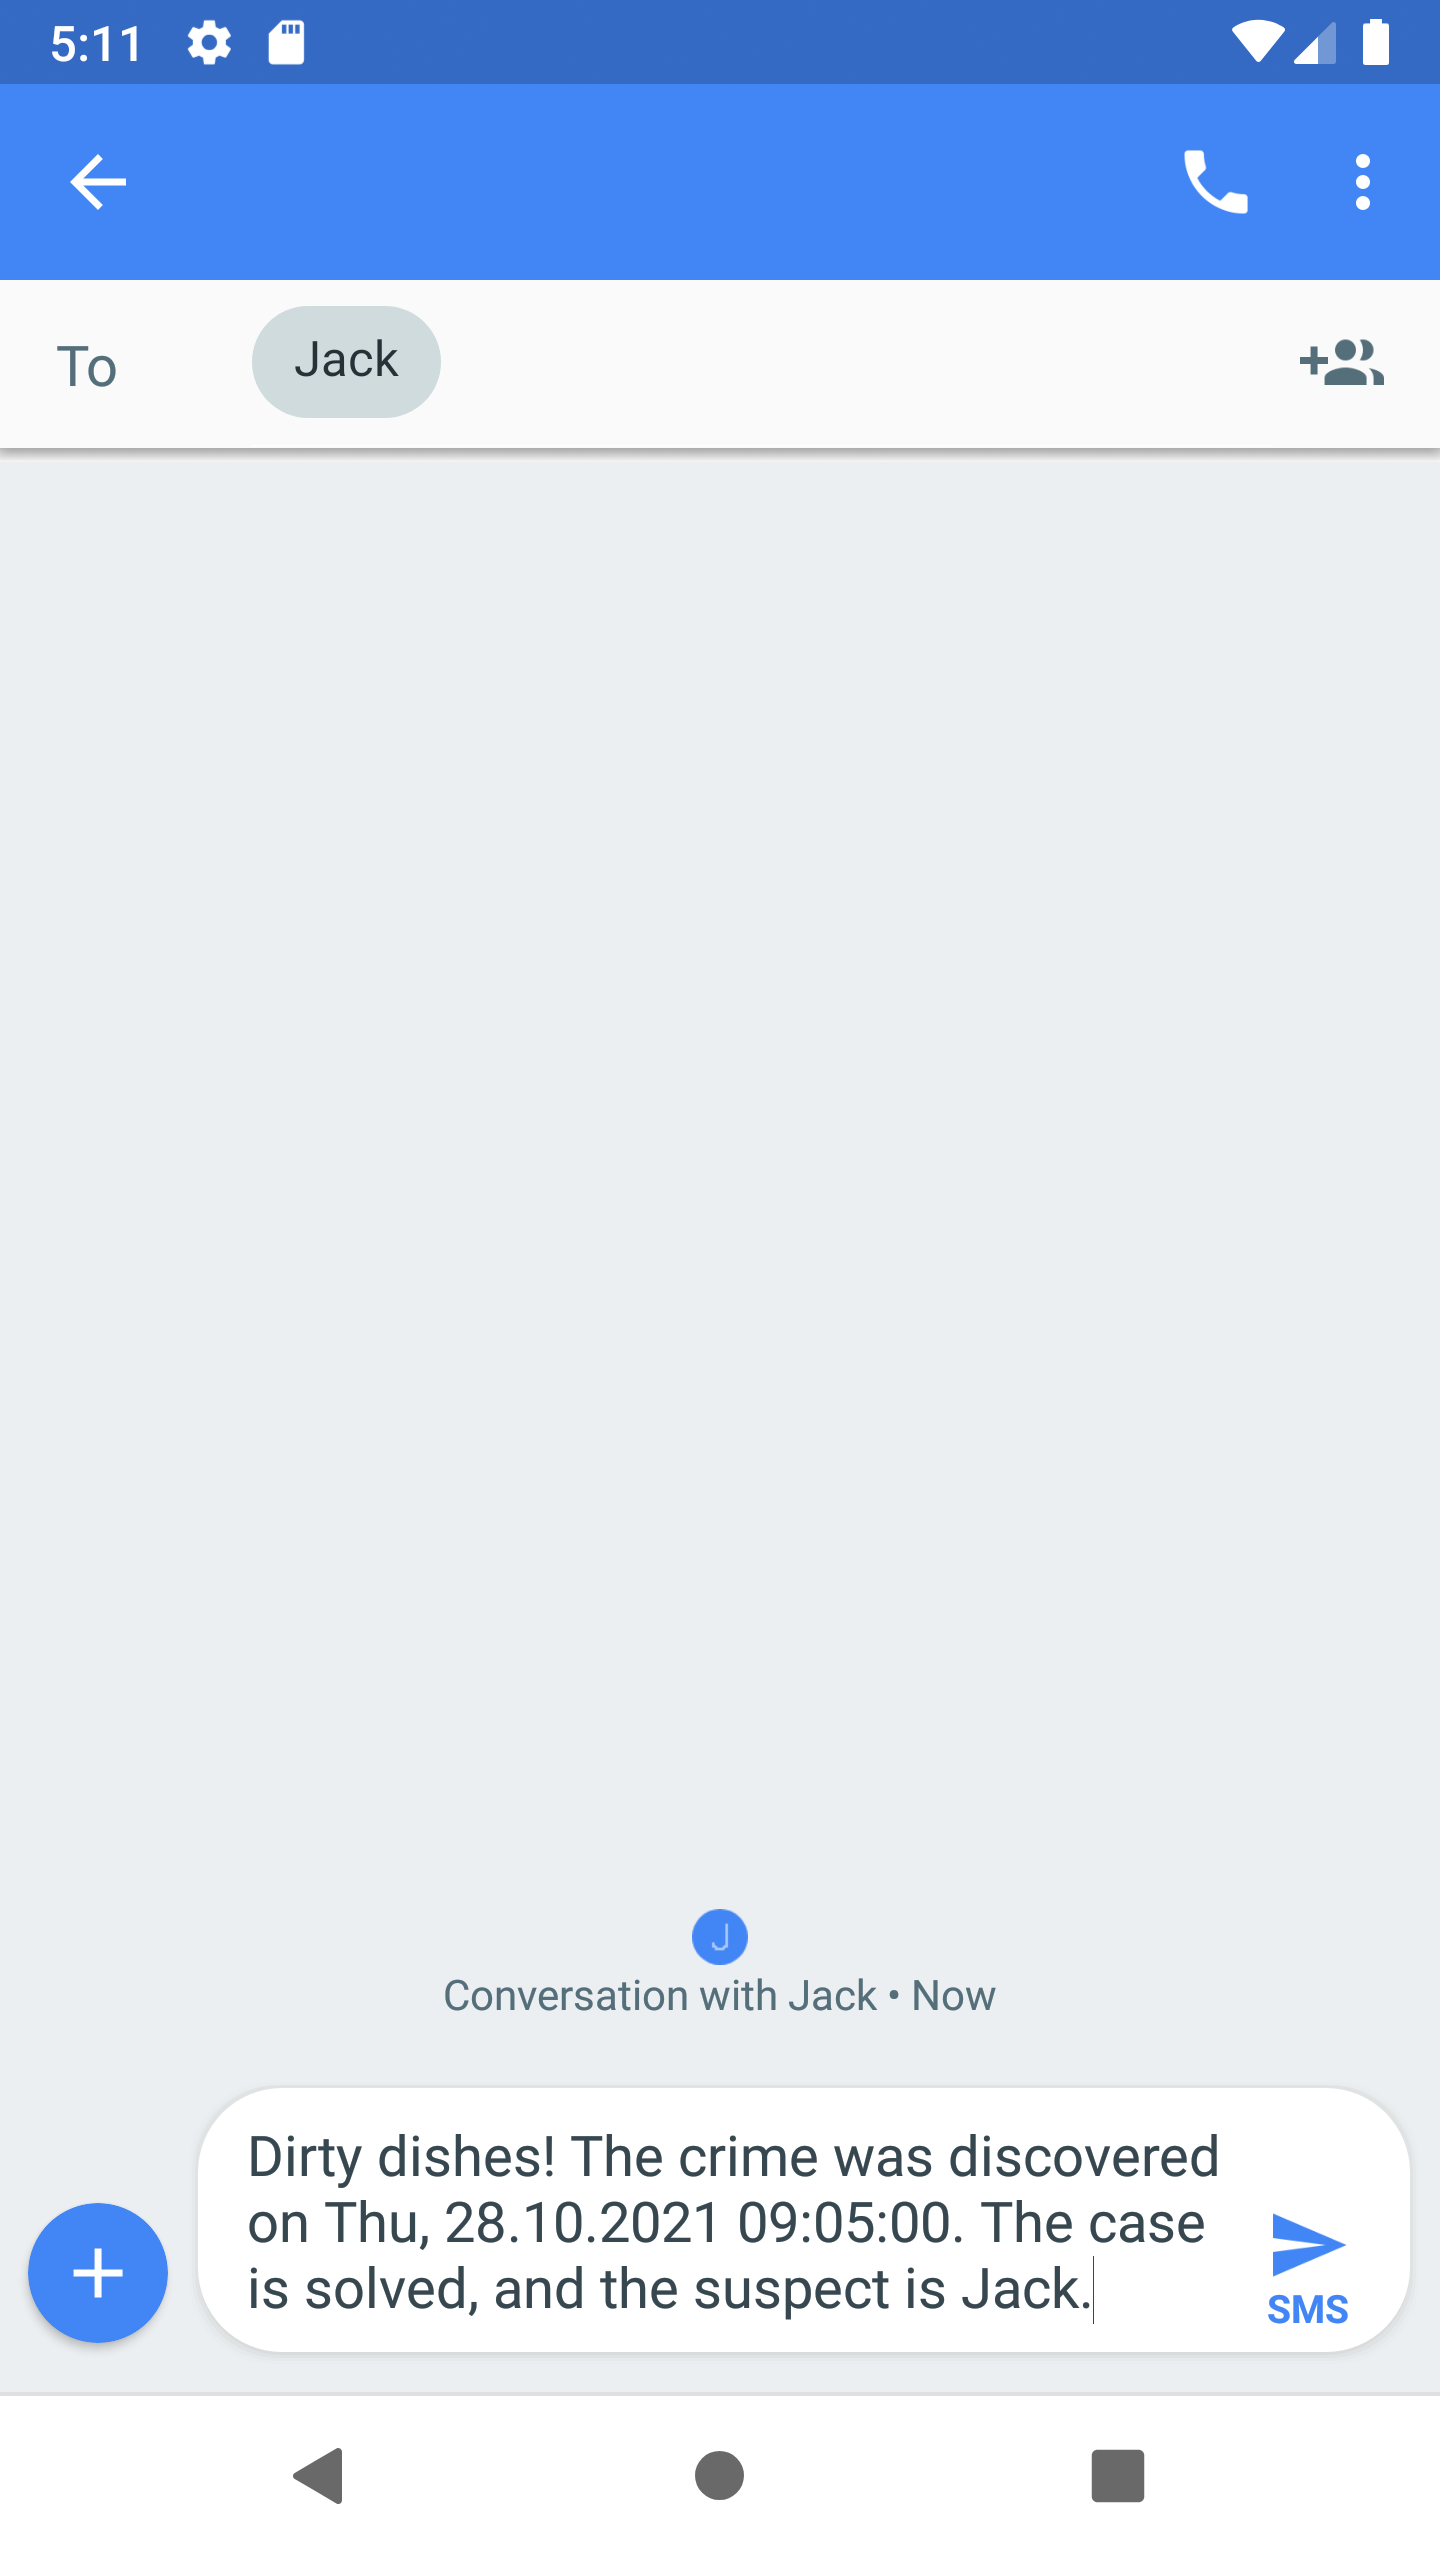 5:11
To
Jack
J
Conversation with Jack • Now
Dirty dishes! The crime was discovered
on Thu, 28.10.2021 09:05:00. The case
is solved, and the suspect is Jack.
SMS